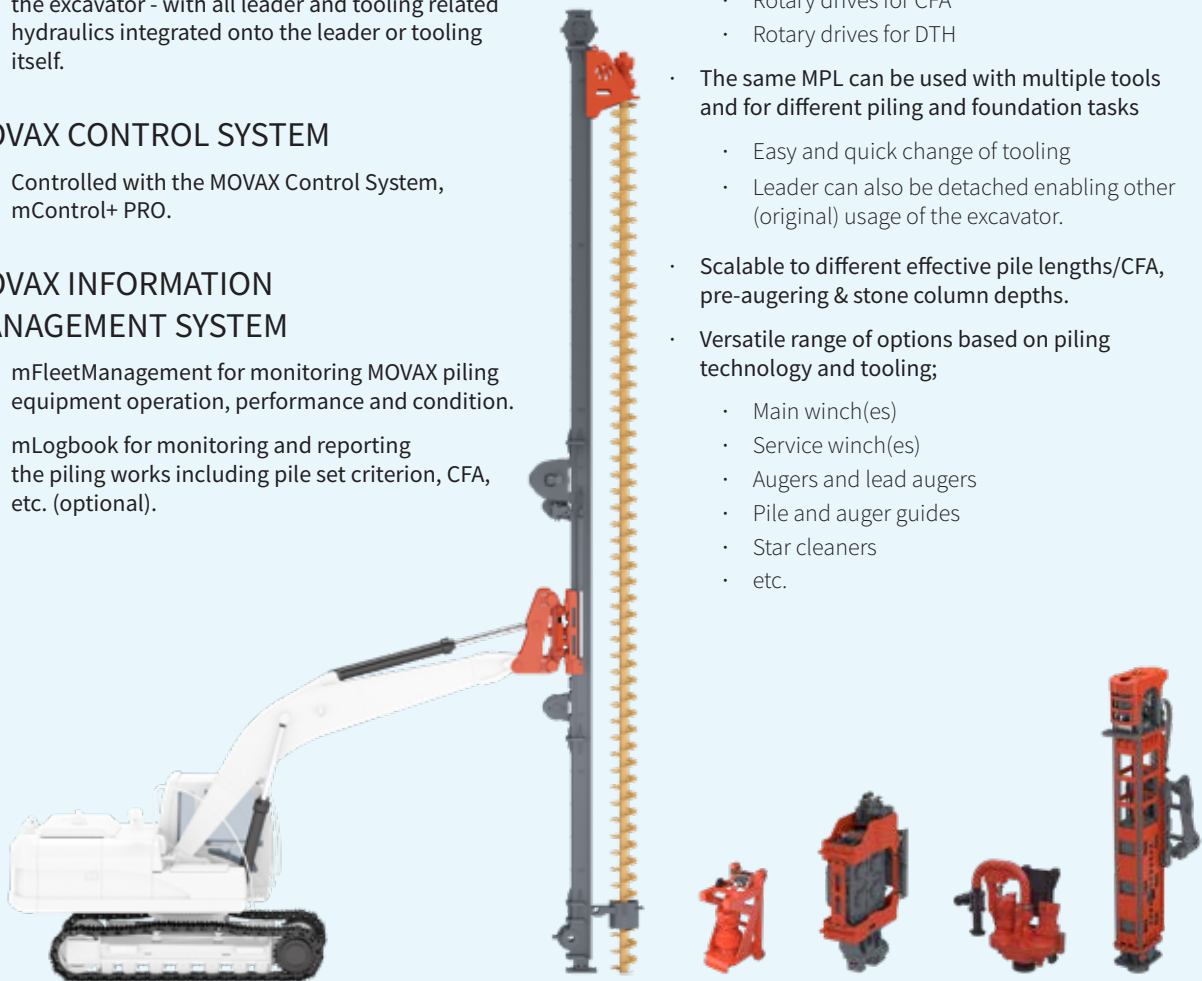 the excavator - with all leader and tooling related
hydraulics integrated onto the leader or tooling
itself.
OVAX CONTROL SYSTEM
Controlled with the MOVAX Control System,
mControl+ PRO.
OVAX INFORMATION
ANAGEMENT SYSTEM
mFleetManagement for monitoring MOVAX piling
equipment operation, performance and condition.
mLogbook for monitoring and reporting
the piling works including pile set criterion, CFA,
etc. (optional).
· Rotary drives for CFA
· Rotary drives for DTH
· The same MPL can be used with multiple tools
and for different piling and foundation tasks
· Easy and quick change of tooling
· Leader can also be detached enabling other
(original) usage of the excavator.
· Scalable to different effective pile lengths/CFA,
pre-augering & stone column depths.
· Versatile range of options based on piling
technology and tooling;
· Main winch(es)
· Service winch(es)
· Augers and lead augers
· Pile and auger guides
· Star cleaners
· etc.